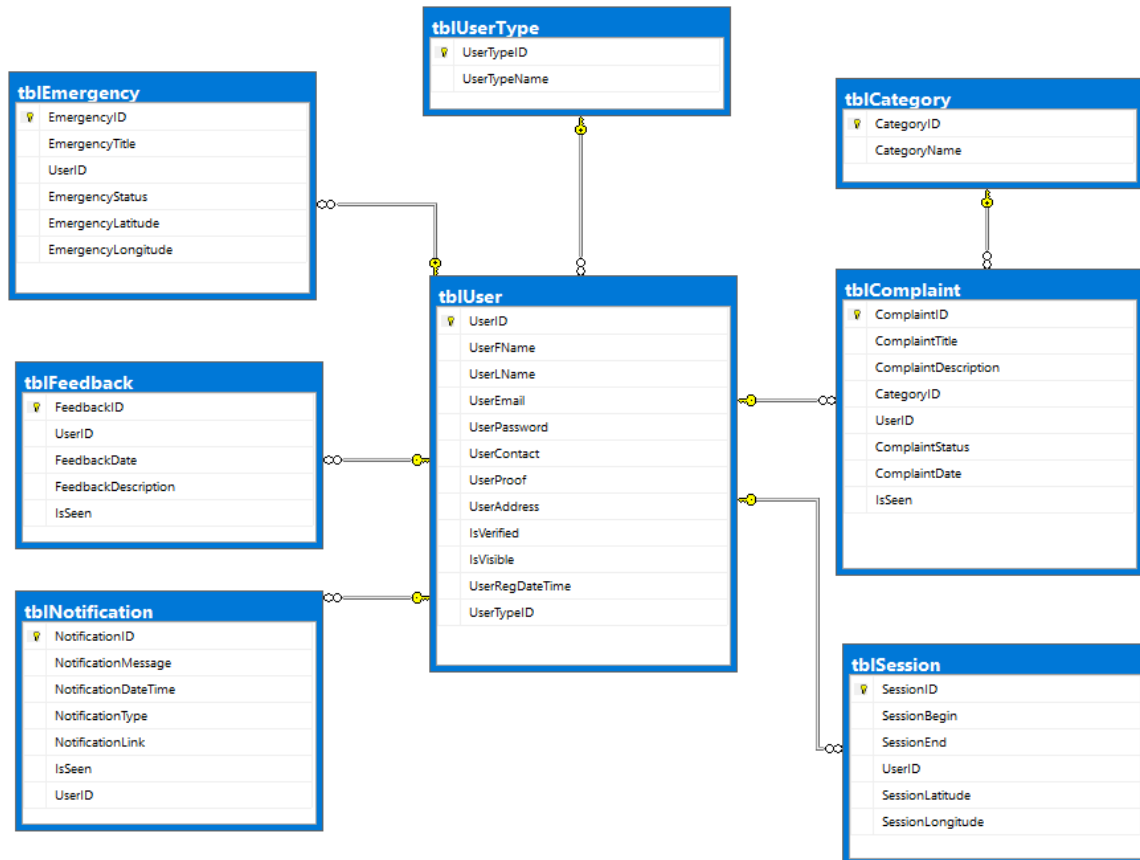 tblUserType
UserTypeID
UserTypeName
tblEmergency
EmergencyID
EmergencyTitle
UserID
EmergencyStatus
EmergencyLatitude
EmergencyLongitude
tblCategory
CategoryID
CategoryName
tblUser
UserID
UserFName
UserLName
UserEmail
UserPassword
UserContact
UserProof
UserAddress
IsVerified
IsVisible
UserRegDateTime
UserTypeID
tblComplaint
ComplaintID
ComplaintTitle
ComplaintDescription
CategoryID
UserID
ComplaintStatus
ComplaintDate
IsSeen
tblFeedback
FeedbackID
UserID
FeedbackDate
FeedbackDescription
IsSeen
tblNotification
NotificationID
NotificationMessage
NotificationDateTime
NotificationType
NotificationLink
IsSeen
UserID
tblSession
SessionID
SessionBegin
SessionEnd
UserID
SessionLatitude
SessionLongitude